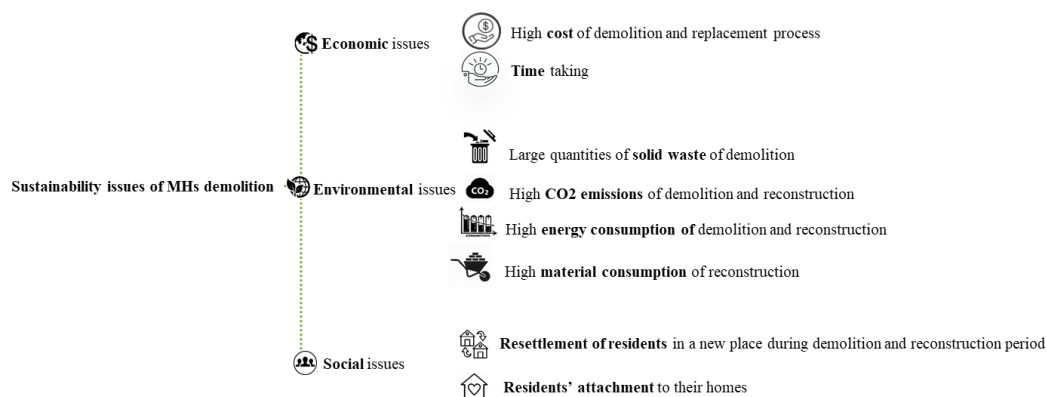 Sustainability issues of MHs demolition
Economic issues
High cost of demolition and replacement process
Time taking
Environmental issues
Large quantities of solid waste of demolition
CO₂
High CO2 emissions of demolition and reconstruction
High energy consumption of demolition and reconstruction
High material consumption of reconstruction
Social issues
Resettlement of residents in a new place during demolition and reconstruction period
Residents’ attachment to their homes